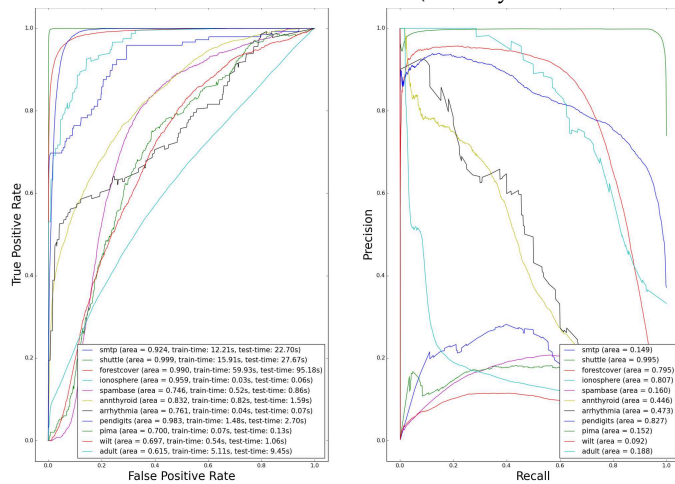 True Positive Rate
1.0
0.8
0.6
0.4
0.2
0.0
smtp (area = 0.924, train-time: 12.21s, test-time: 22.70s)
shuttle (area = 0.999, train-time: 15.91s, test-time: 27.67s)
forestcover (area = 0.990, train-time: 59.93s, test-time: 95.18s)
ionosphere (area = 0.959, train-time: 0.03s, test-time: 0.06s)
spambase (area = 0.746, train-time: 0.52s, test-time: 0.86s)
annthyroid (area = 0.832, train-time: 0.82s, test-time: 1.59s)
arrhythmia (area = 0.761, train-time: 0.04s, test-time: 0.07s)
pendigits (area = 0.983, train-time: 1.48s, test-time: 2.70s)
pima (area = 0.700, train-time: 0.07s, test-time: 0.13s)
wilt (area = 0.697, train-time: 0.54s, test-time: 1.06s)
adult (area = 0.615, train-time: 5.11s, test-time: 9.45s)
0.0 0.2 0.4 0.6 0.8 1.0
False Positive Rate
Precision
1.0
0.8
0.6
0.4
0.2
0.0
smtp (area = 0.149)
shuttle (area = 0.995)
forestcover (area = 0.795)
ionosphere (area = 0.807)
spambase (area = 0.160)
annthyroid (area = 0.446)
arrhythmia (area = 0.473)
pendigits (area = 0.827)
pima (area = 0.152)
wilt (area = 0.092)
adult (area = 0.188)
0.0 0.2 0.4 0.6 0.8 1.0
Recall